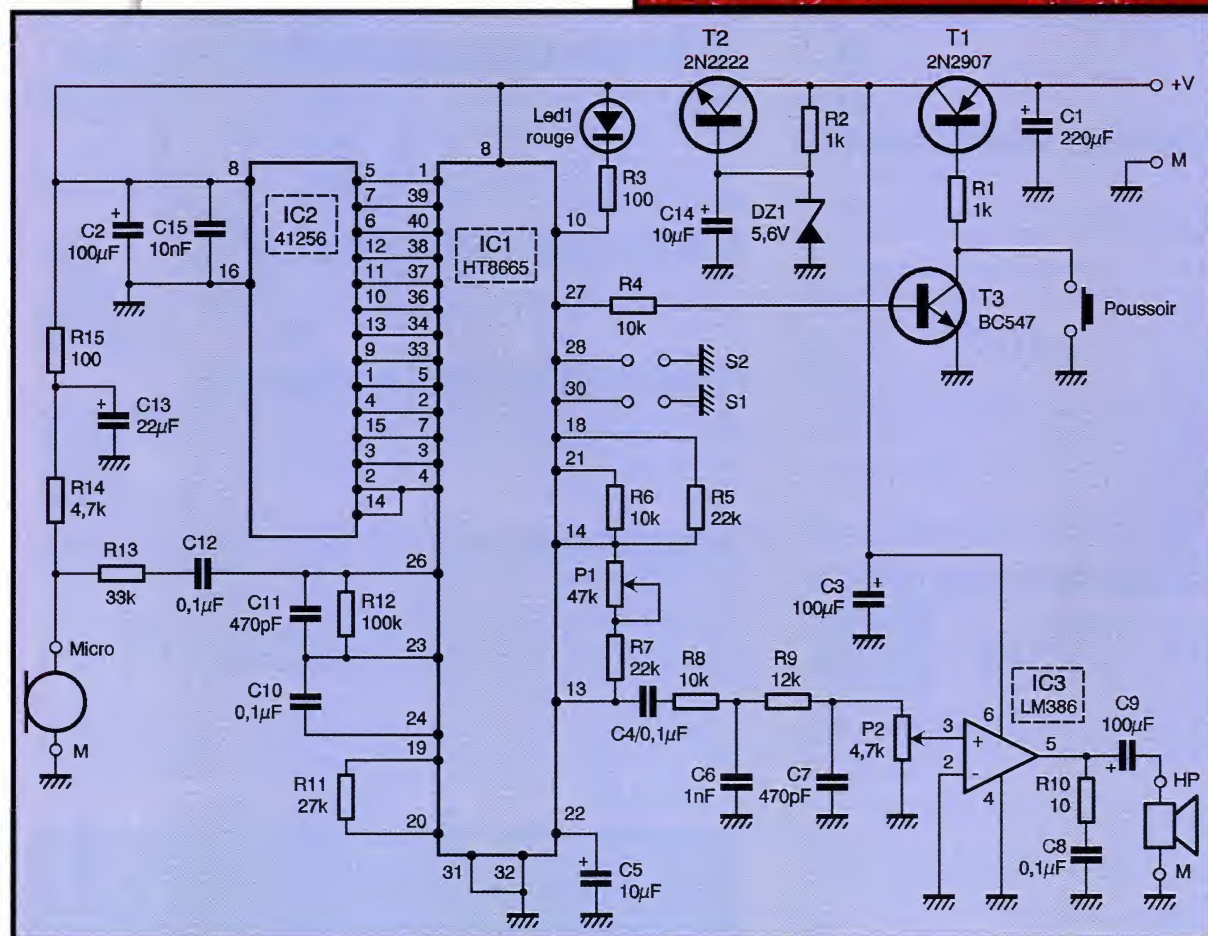 T2
2N2222
T1
2N2907
+V
C1
220µF
M
Led1
rouge
R3
100
R2
1k
R1
1k
8
8
5
1
7
39
6
40
12
38
11
37
10
36
13
34
9
33
1
5
4
2
15
7
3
3
2
4
14
16
IC2
41256
IC1
HT8665
C2
100µF
C15
10nF
10
C14
10µF
DZ1
5,6V
27
R4
10k
T3
BC547
Poussoir
28
S2
30
S1
18
21
R6
10k
R5
22k
14
R15
100
C13
22µF
R14
4,7k
R13
33k
C12
0,1µF
26
C11
470pF
R12
100k
23
P1
47k
R7
22k
C3
100µF
Micro
C10
0,1µF
24
M
13
C4/0,1µF
R8
10k
R9
12k
C6
1nF
C7
470pF
P2
4,7k
IC3
LM386
3
+
2
-
6
5
4
C9
100µF
HP
R10
10
C8
0,1µF
M
R11
27k
19
20
22
31
32
C5
10µF